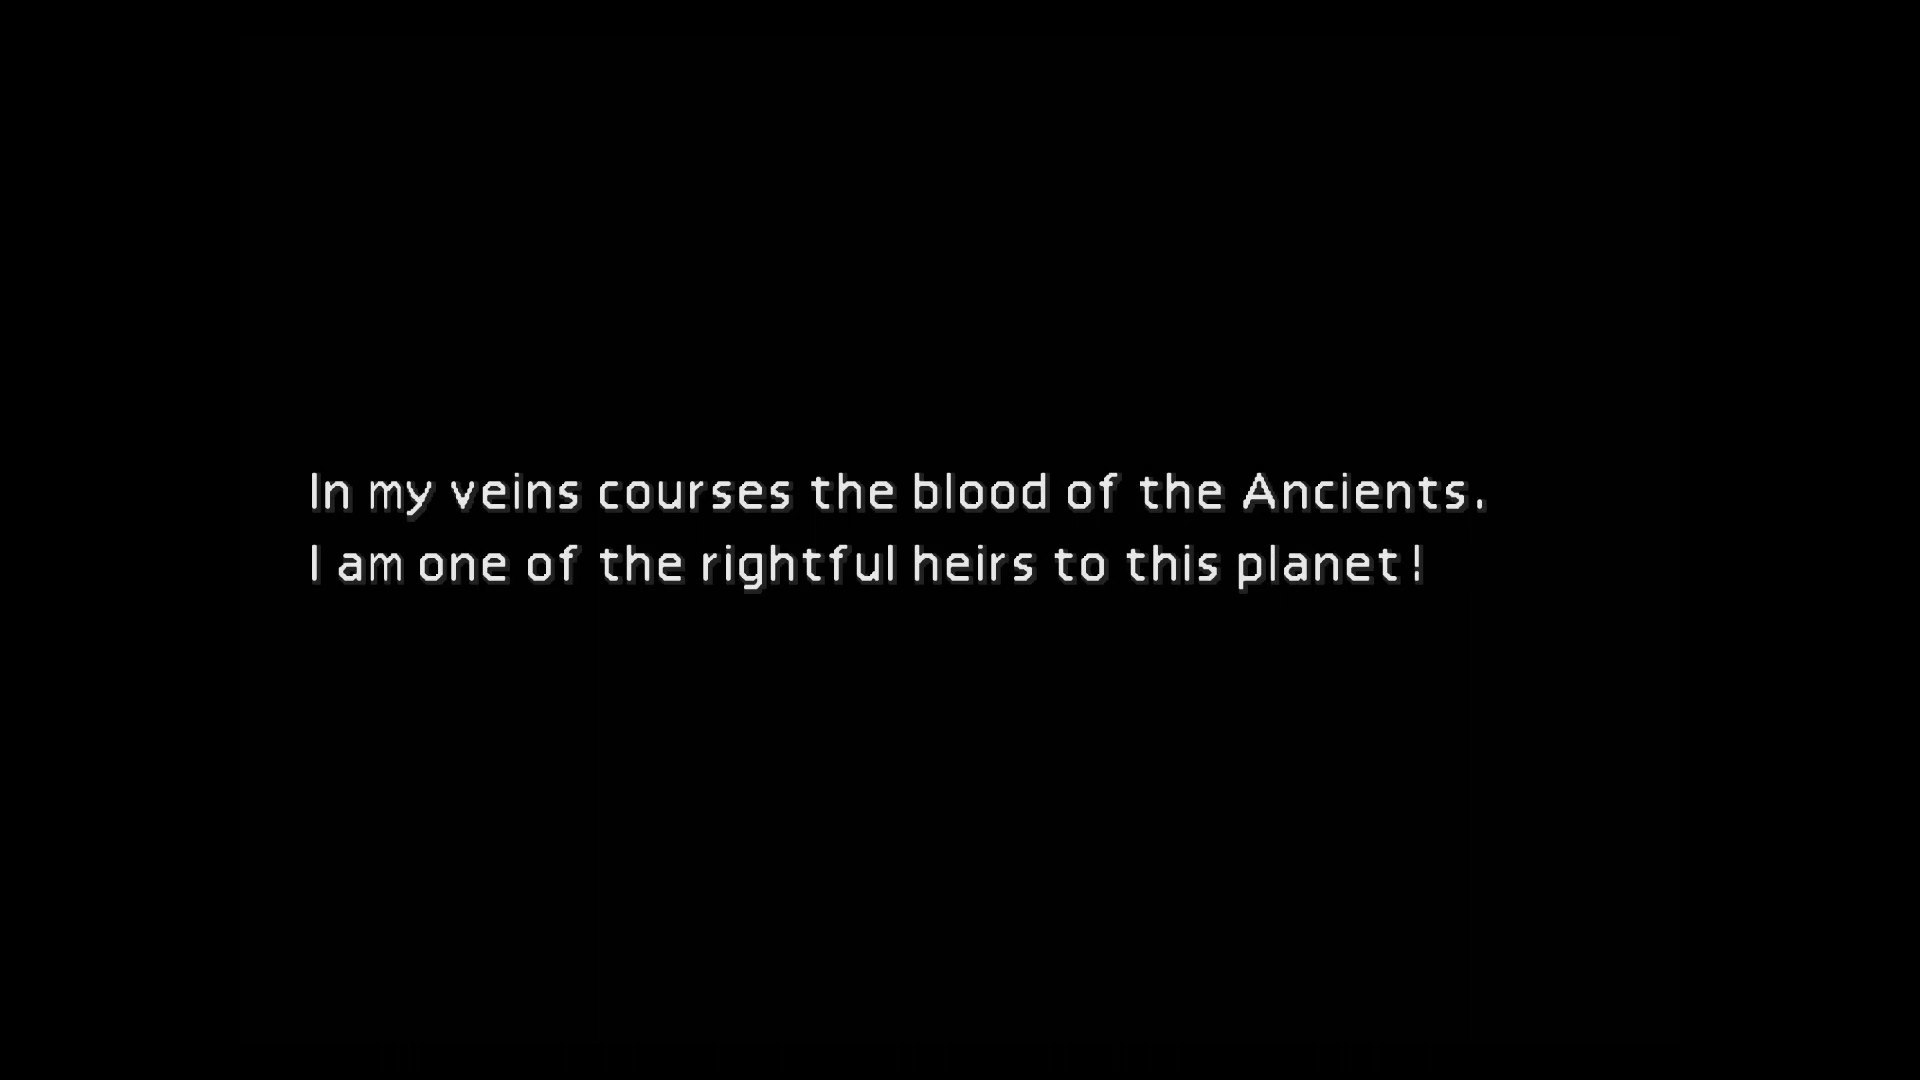 In my veins courses the blood of the Ancients.
I am one of the rightful heirs to this planet!